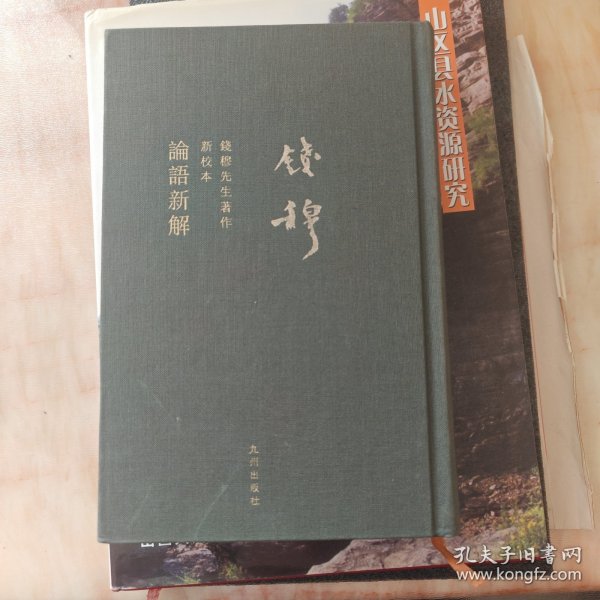 錢穆
錢穆先生著作
新校本
論語新解
九州出版社
山区县水资源研究
孔夫子旧书网
www.kongfz.com